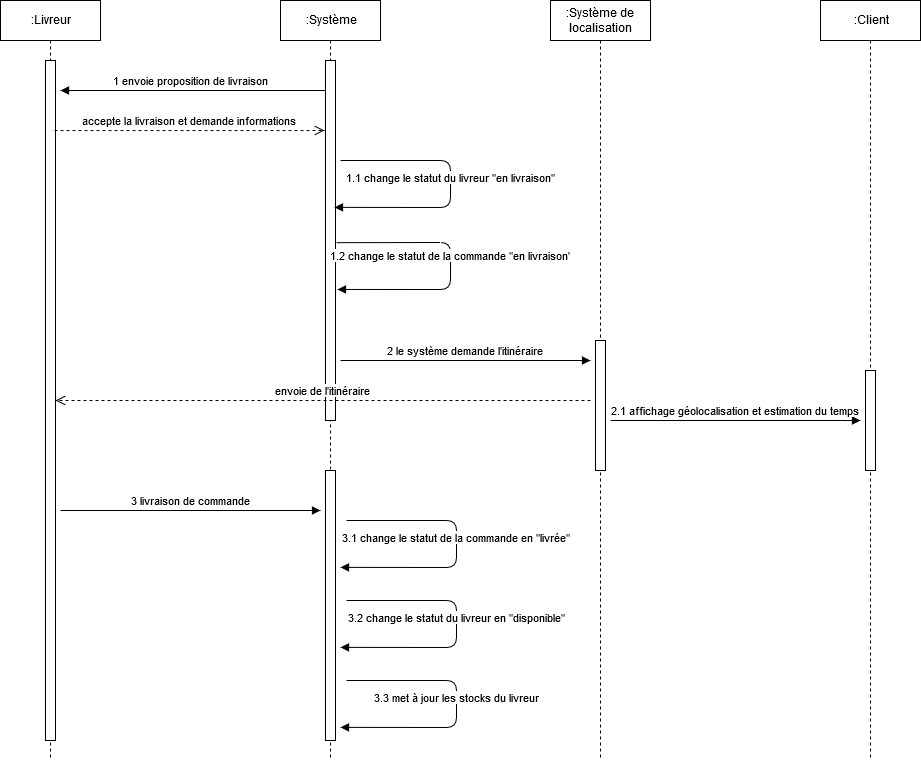 :Livreur
:Système
:Système de
localisation
:Client
1 envoie proposition de livraison
accepte la livraison et demande informations
1.1 change le statut du livreur "en livraison"
1.2 change le statut de la commande "en livraison'
2 le système demande l'itinéraire
envoie de l'itinéraire
2.1 affichage géolocalisation et estimation du temps
3 livraison de commande
3.1 change le statut de la commande en "livrée"
3.2 change le statut du livreur en "disponible"
3.3 met à jour les stocks du livreur